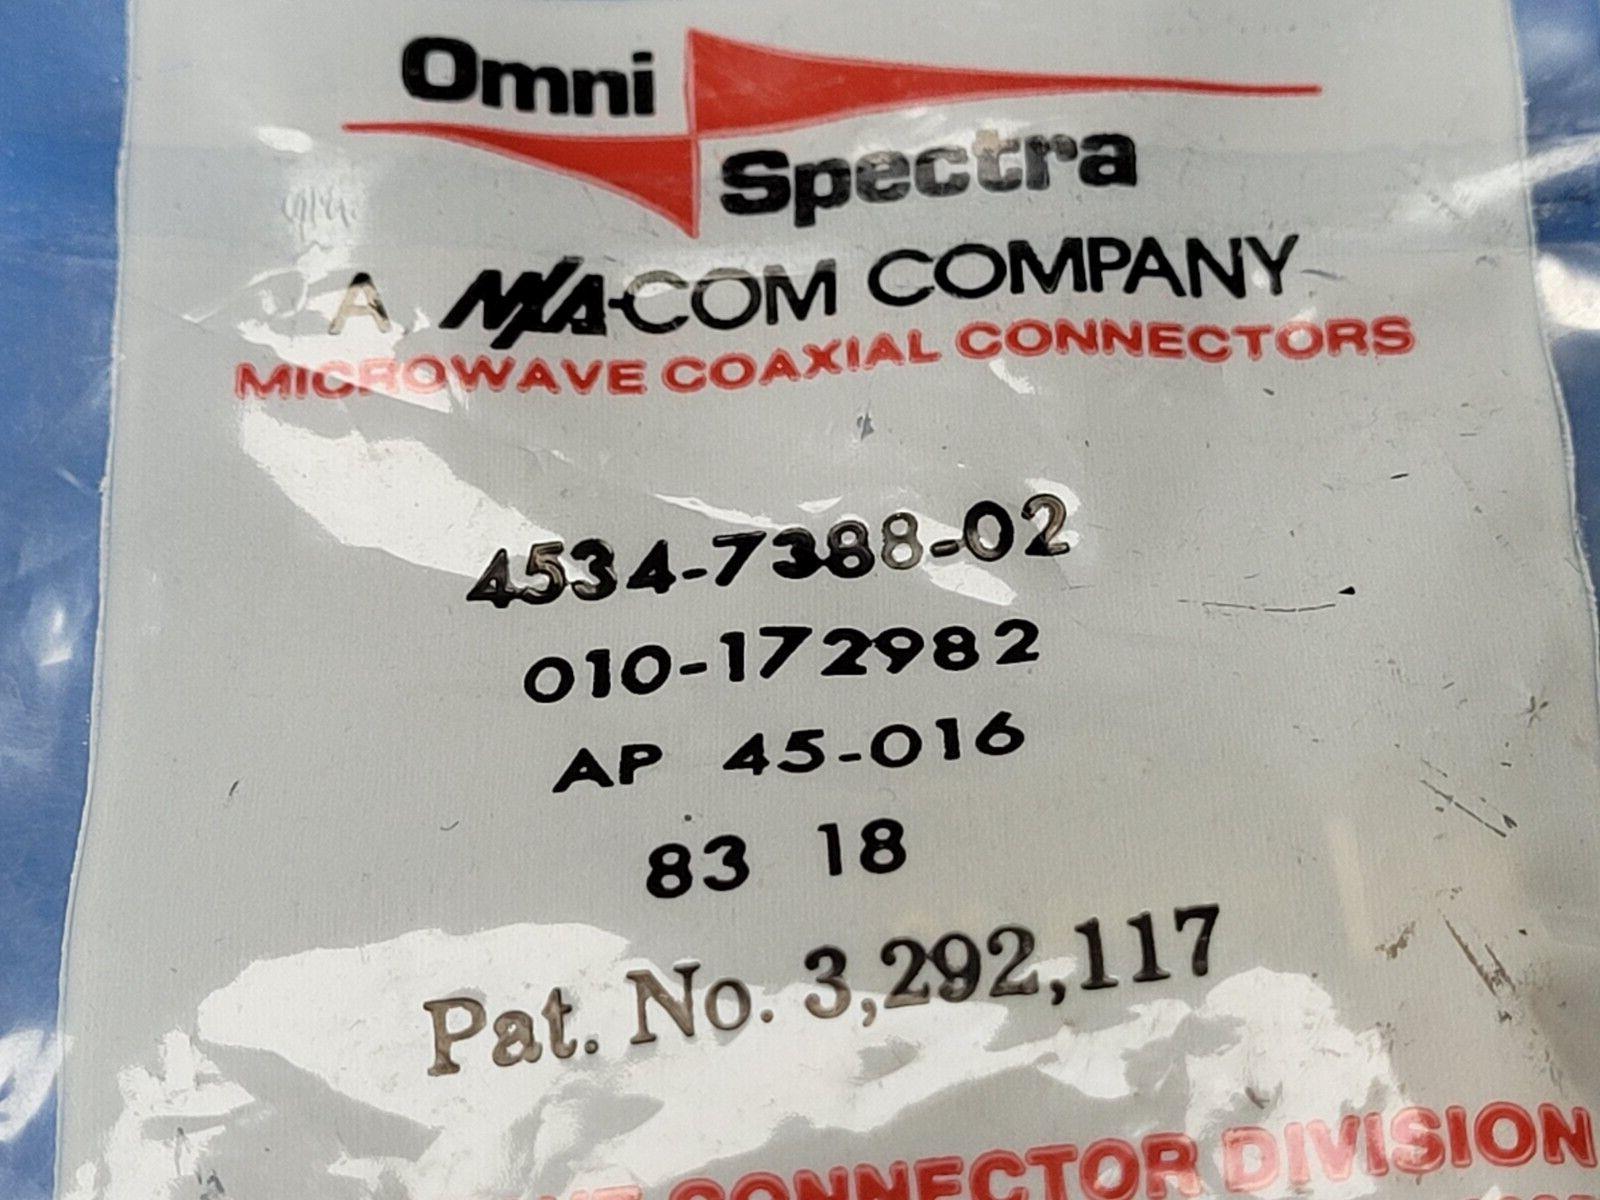 Omni
Spectra
A M/A-COM COMPANY
MICROWAVE COAXIAL CONNECTORS
4534-7388-02
010-172982
AP 45-016
83 18
Pat. No. 3,292,117
CONNECTOR DIVISION